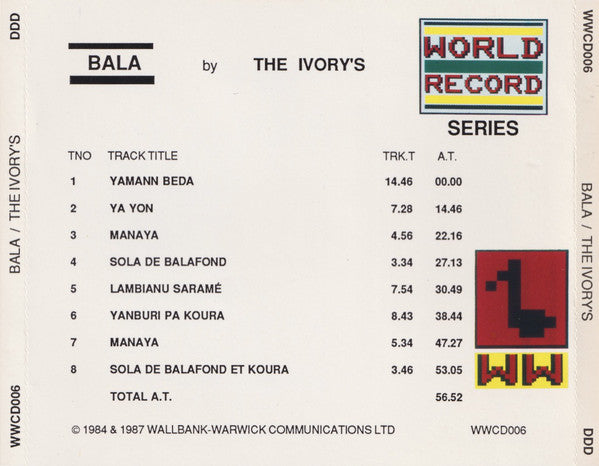 DDD
BALA / THE IVORY'S
WWCD006
BALA by THE IVORY'S
WORLD
RECORD
SERIES
TNO TRACK TITLE TRK.T A.T.
1 YAMANN BEDA 14.46 00.00
2 YA YON 7.28 14.46
3 MANAYA 4.56 22.16
4 SOLA DE BALAFOND 3.34 27.13
5 LAMBIANU SARAMÉ 7.54 30.49
6 YANBURI PA KOURA 8.43 38.44
7 MANAYA 5.34 47.27
8 SOLA DE BALAFOND ET KOURA 3.46 53.05
TOTAL A.T. 56.52
WW
© 1984 & 1987 WALLBANK-WARWICK COMMUNICATIONS LTD WWCD006
WWCD006
BALA / THE IVORY'S
DDD